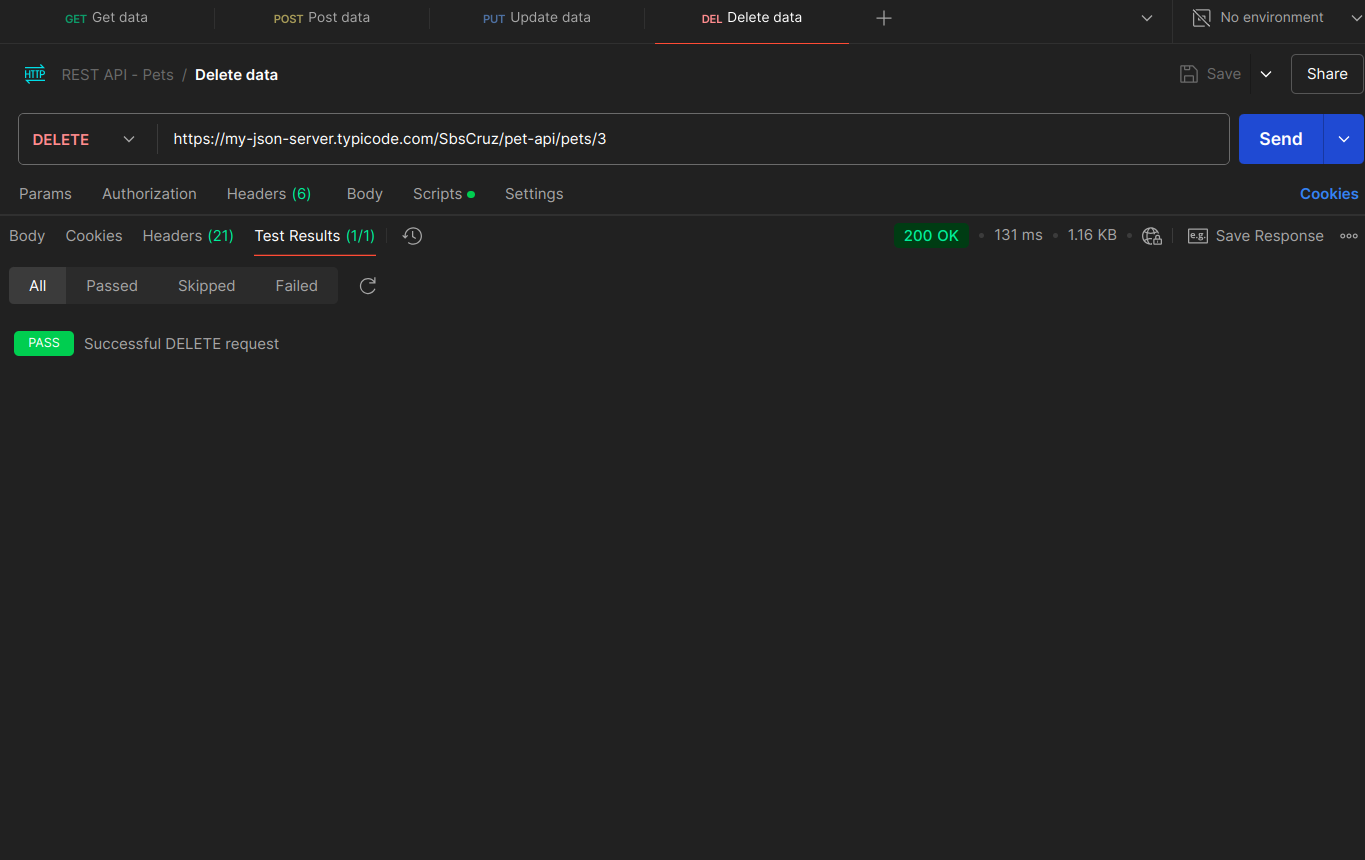 GET Get data POST Post data PUT Update data DEL Delete data No environment
HTTP REST API - Pets / Delete data Save Share
DELETE https://my-json-server.typicode.com/SbsCruz/pet-api/pets/3 Send
Params Authorization Headers (6) Body Scripts Settings Cookies
Body Cookies Headers (21) Test Results (1/1) 200 OK 131 ms 1.16 KB e.g. Save Response
All Passed Skipped Failed
PASS Successful DELETE request